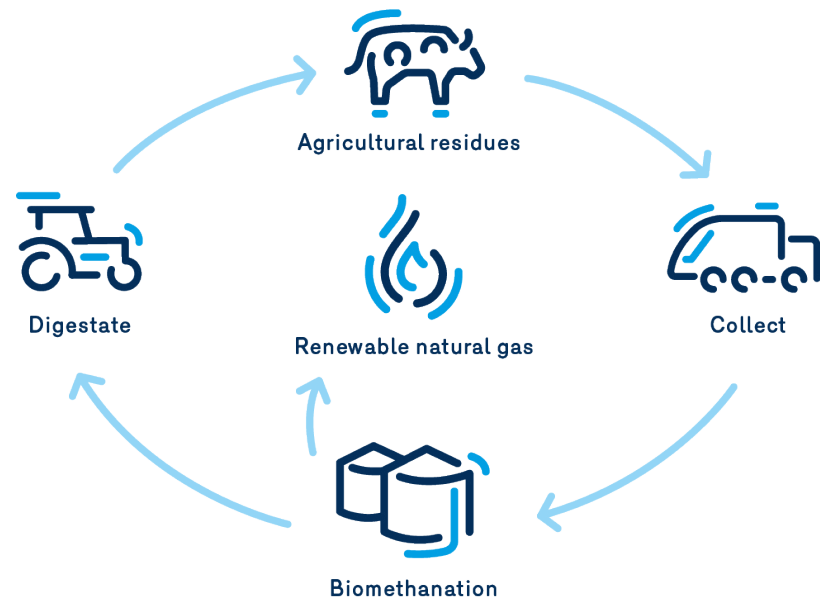 Agricultural residues
Digestate
Collect
Renewable natural gas
Biomethanation